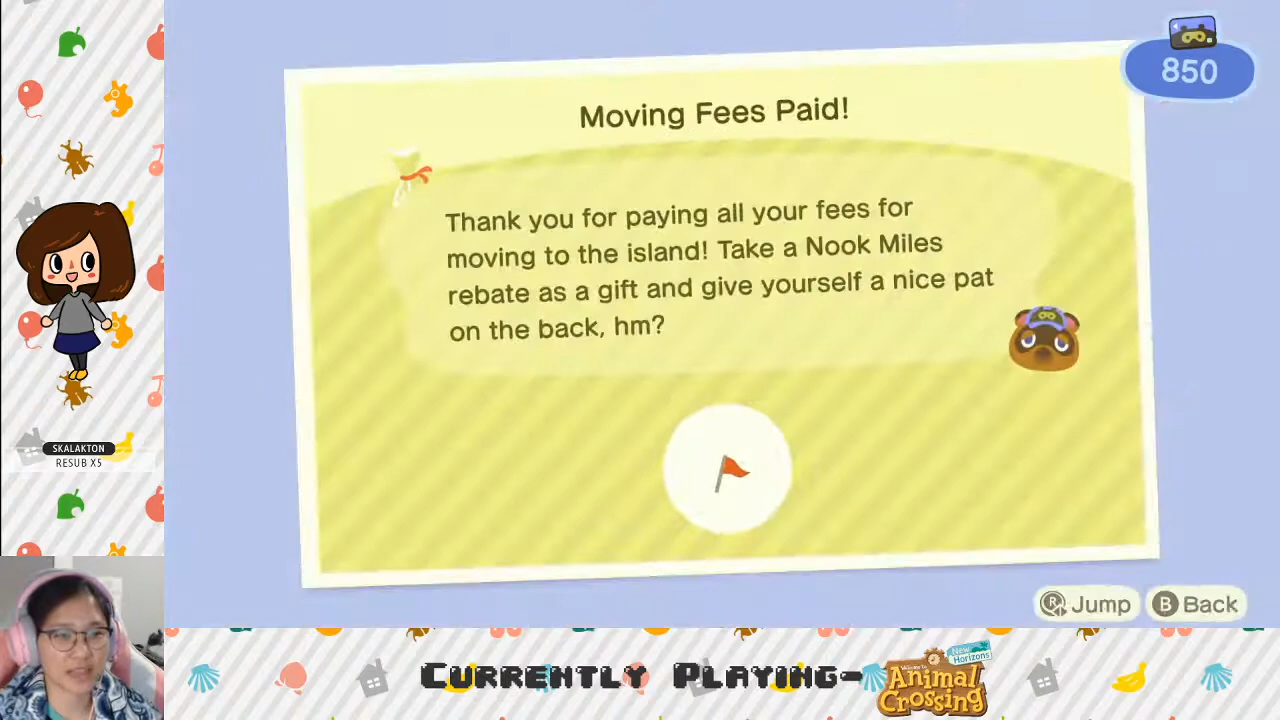 850
Moving Fees Paid!
Thank you for paying all your fees for
moving to the island! Take a Nook Miles
rebate as a gift and give yourself a nice pat
on the back, hm?
SKALAKTON
RESUB X5
R Jump
B Back
Currently Playing-
Welcome to
Animal
Crossing
New
Horizons